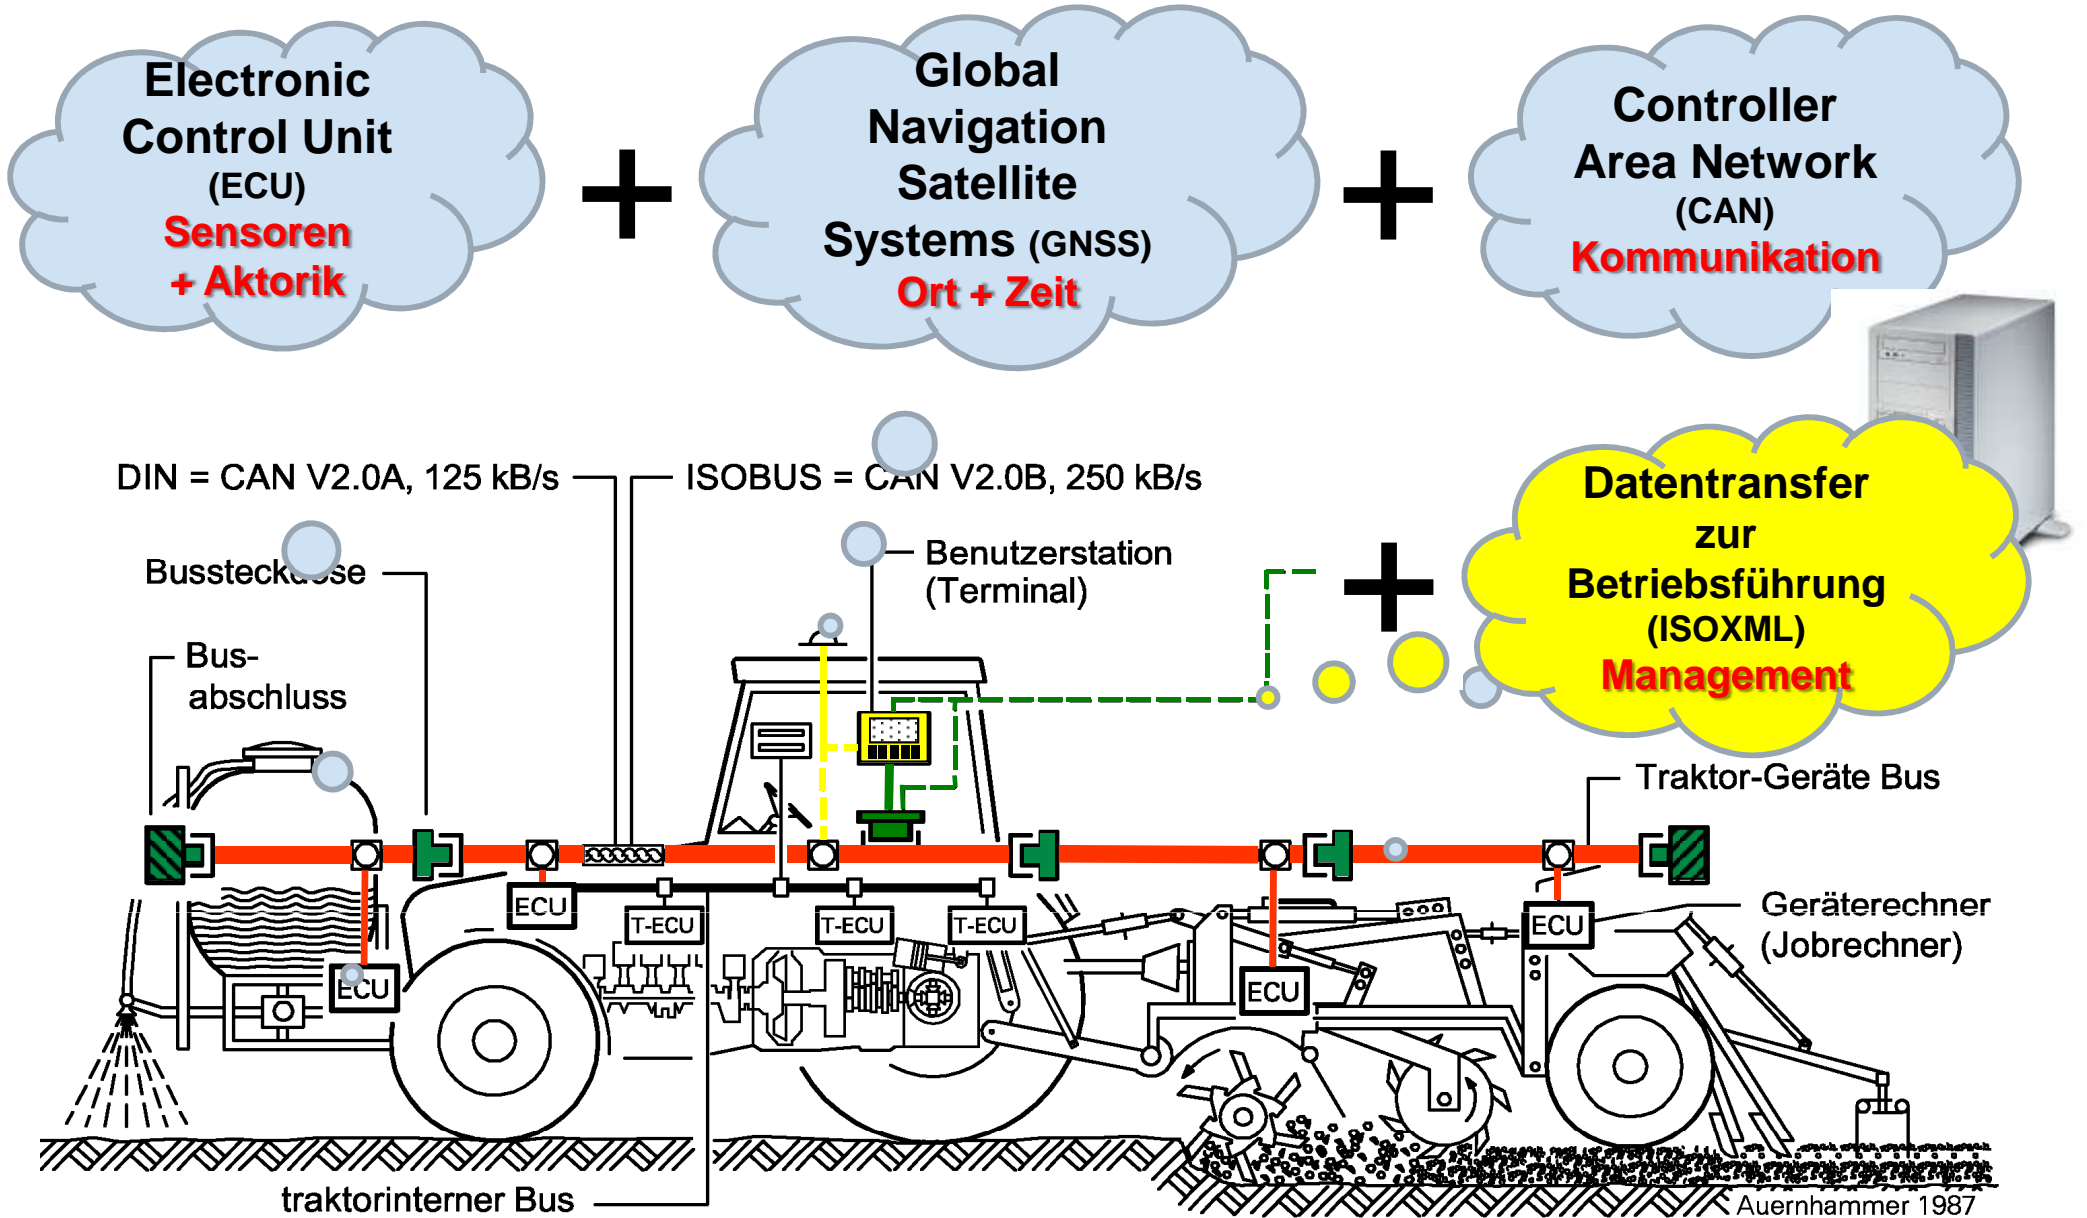 Electronic
Control Unit
(ECU)
Sensoren
+ Aktorik
Global
Navigation
Satellite
Systems (GNSS)
Ort + Zeit
Controller
Area Network
(CAN)
Kommunikation
DIN = CAN V2.0A, 125 kB/s
ISOBUS = CAN V2.0B, 250 kB/s
Datentransfer
zur
Betriebsführung
(ISOXML)
Management
Bussteckdose
Benutzerstation
(Terminal)
Bus-
abschluss
Traktor-Geräte Bus
ECU
T-ECU
T-ECU
T-ECU
ECU
Geräterechner
(Jobrechner)
ECU
ECU
traktorinterner Bus
Auernhammer 1987